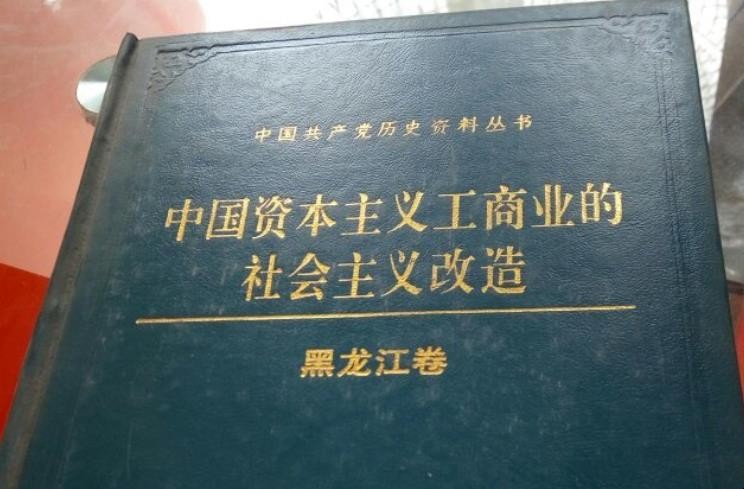 中国共产党历史资料丛书
中国资本主义工商业的
社会主义改造
黑龙江卷